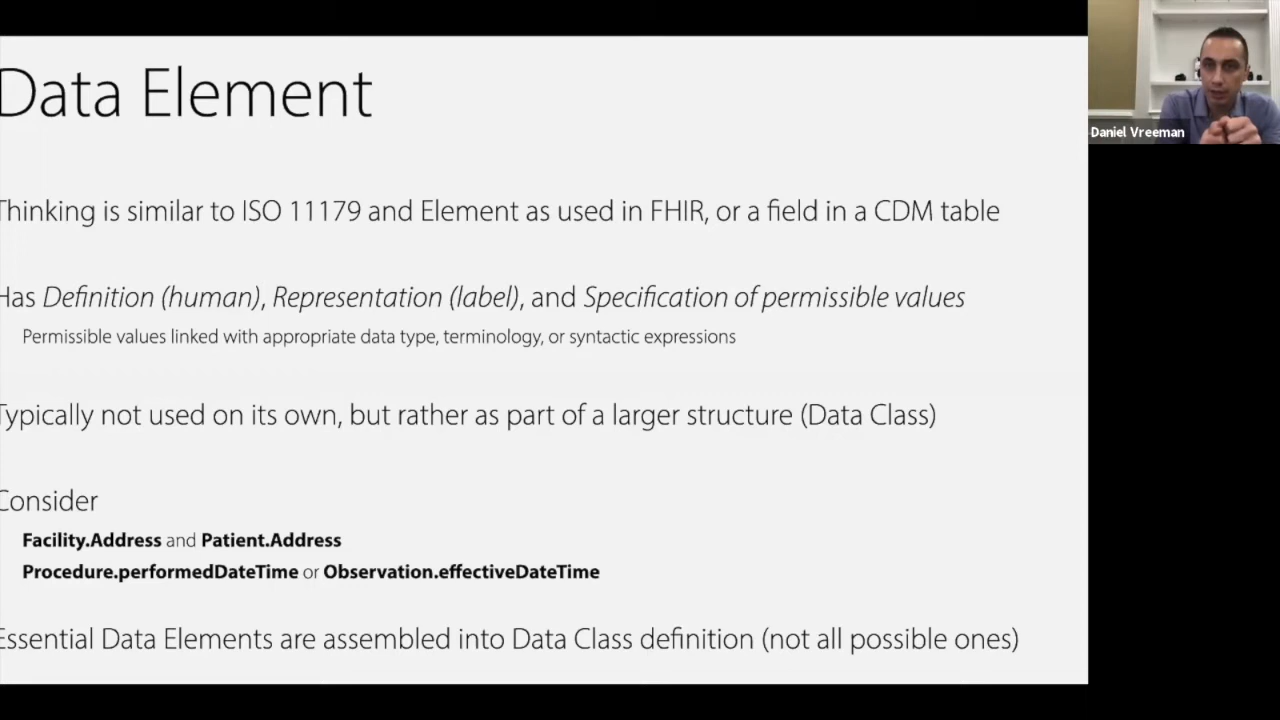 Data Element
Daniel Vreeman
Thinking is similar to ISO 11179 and Element as used in FHIR, or a field in a CDM table
Has Definition (human), Representation (label), and Specification of permissible values
Permissible values linked with appropriate data type, terminology, or syntactic expressions
Typically not used on its own, but rather as part of a larger structure (Data Class)
Consider
Facility.Address and Patient.Address
Procedure.performedDateTime or Observation.effectiveDateTime
Essential Data Elements are assembled into Data Class definition (not all possible ones)